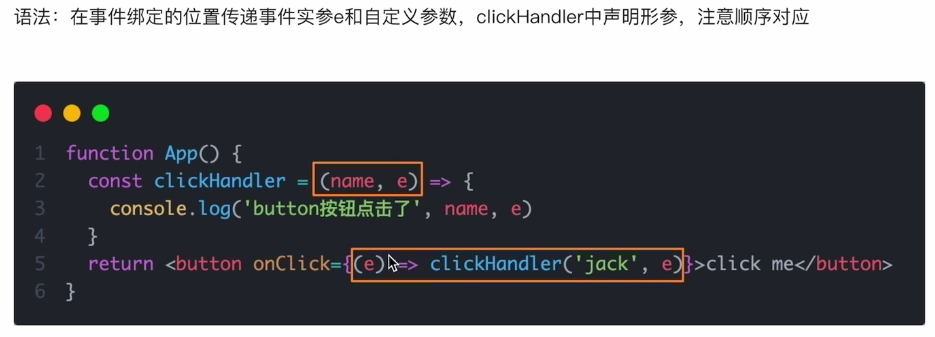 语法：在事件绑定的位置传递事件实参e和自定义参数，clickHandler中声明形参，注意顺序对应
1 function App() {
2   const clickHandler = (name, e) => {
3     console.log('button按钮点击了', name, e)
4   }
5   return <button onClick={(e) => clickHandler('jack', e)}>click me</button>
6 }